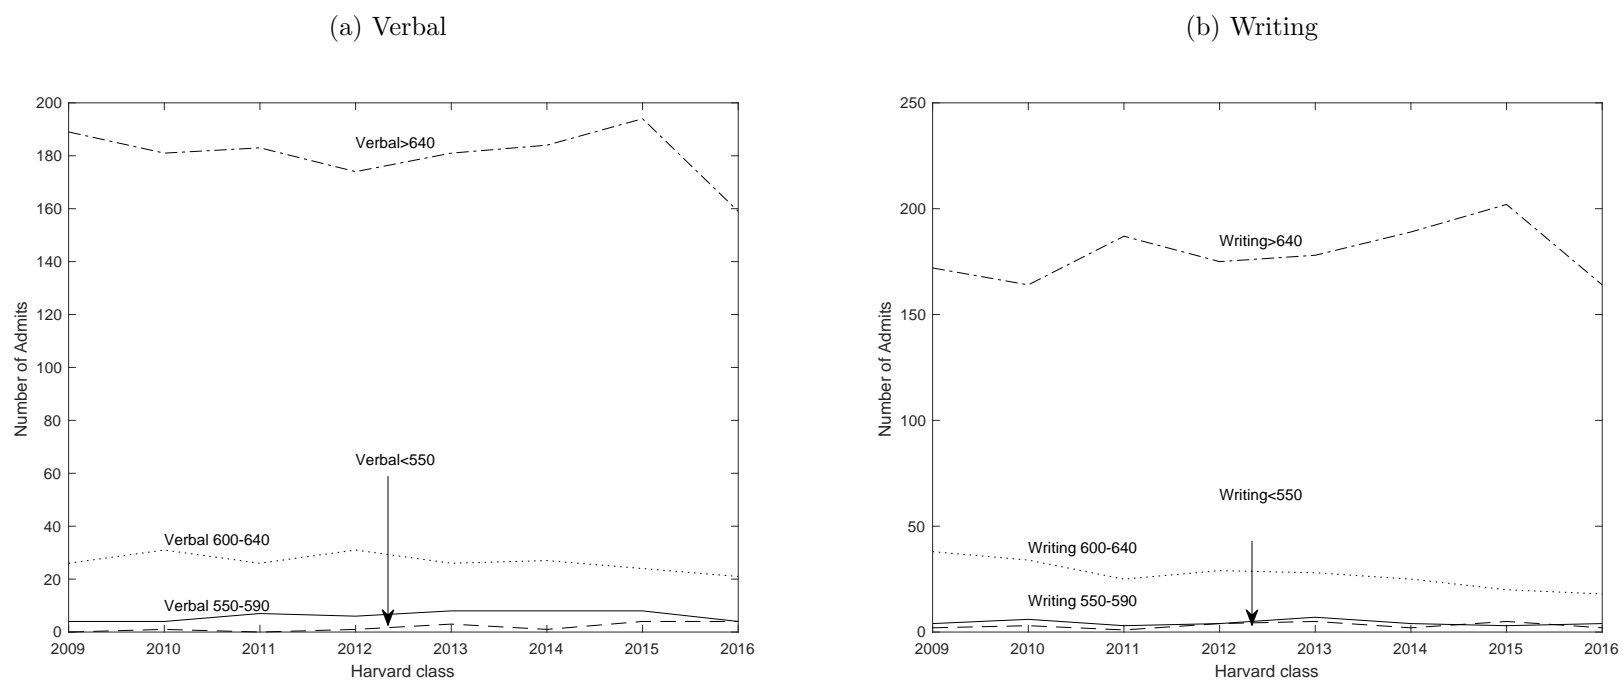 (a) Verbal
200
180
160
140
120
100
80
60
40
20
0
Number of Admits
Verbal>640
Verbal<550
Verbal 600-640
Verbal 550-590
2009 2010 2011 2012 2013 2014 2015 2016
Harvard class
(b) Writing
250
200
150
100
50
0
Number of Admits
Writing>640
Writing<550
Writing 600-640
Writing 550-590
2009 2010 2011 2012 2013 2014 2015 2016
Harvard class